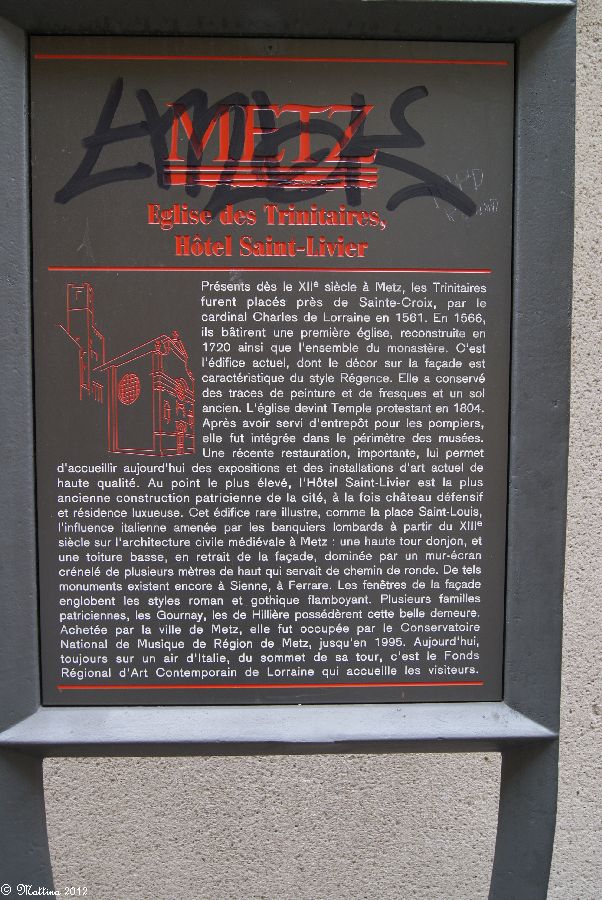 METZ
Eglise des Trinitaires,
Hôtel Saint-Livier
Présents dès le XIIe siècle à Metz, les Trinitaires
furent placés près de Sainte-Croix, par le
cardinal Charles de Lorraine en 1561. En 1566,
ils bâtirent une première église, reconstruite en
1720 ainsi que l'ensemble du monastère. C'est
l'édifice actuel, dont le décor sur la façade est
caractéristique du style Régence. Elle a conservé
des traces de peinture et de fresques et un sol
ancien. L'église devint Temple protestant en 1804.
Après avoir servi d'entrepôt pour les pompiers,
elle fut intégrée dans le périmètre des musées.
Une récente restauration, importante, lui permet
d'accueillir aujourd'hui des expositions et des installations d'art actuel de
haute qualité. Au point le plus élevé, l'Hôtel Saint-Livier est la plus
ancienne construction patricienne de la cité, à la fois château défensif
et résidence luxueuse. Cet édifice rare illustre, comme la place Saint-Louis,
l'influence italienne amenée par les banquiers lombards à partir du XIIIe
siècle sur l'architecture civile médiévale à Metz : une haute tour donjon, et
une toiture basse, en retrait de la façade, dominée par un mur-écran
crénelé de plusieurs mètres de haut qui servait de chemin de ronde. De tels
monuments existent encore à Sienne, à Ferrare. Les fenêtres de la façade
englobent les styles roman et gothique flamboyant. Plusieurs familles
patriciennes, les Gournay, les de Hillière possédèrent cette belle demeure.
Achetée par la ville de Metz, elle fut occupée par le Conservatoire
National de Musique de Région de Metz, jusqu'en 1995. Aujourd'hui,
toujours sur un air d'Italie, du sommet de sa tour, c'est le Fonds
Régional d'Art Contemporain de Lorraine qui accueille les visiteurs.
© Mattina 2012